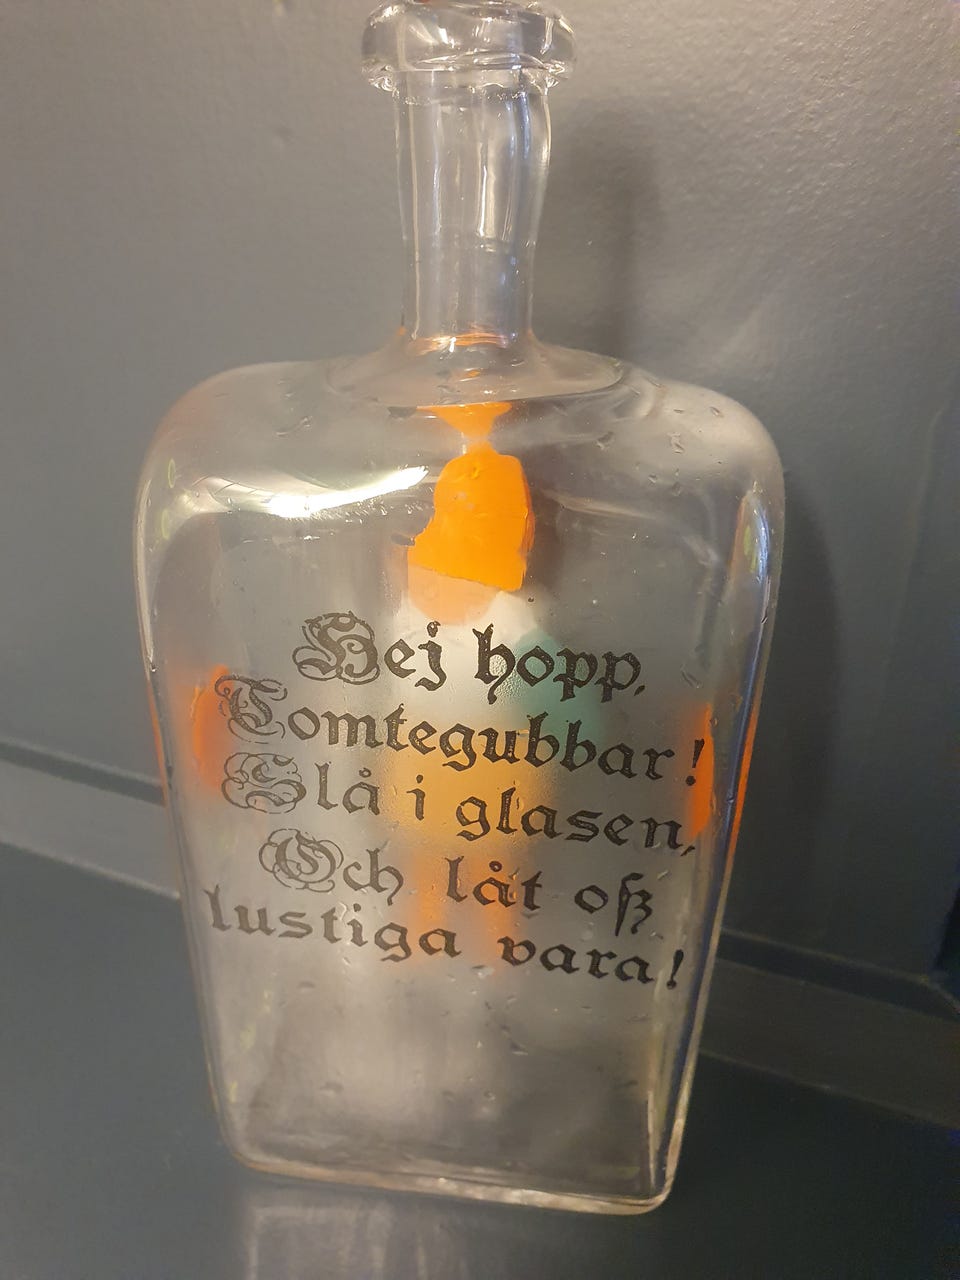 Hej hopp,
Tomtegubbar!
Slå i glasen,
Och låt oß
lustiga vara!